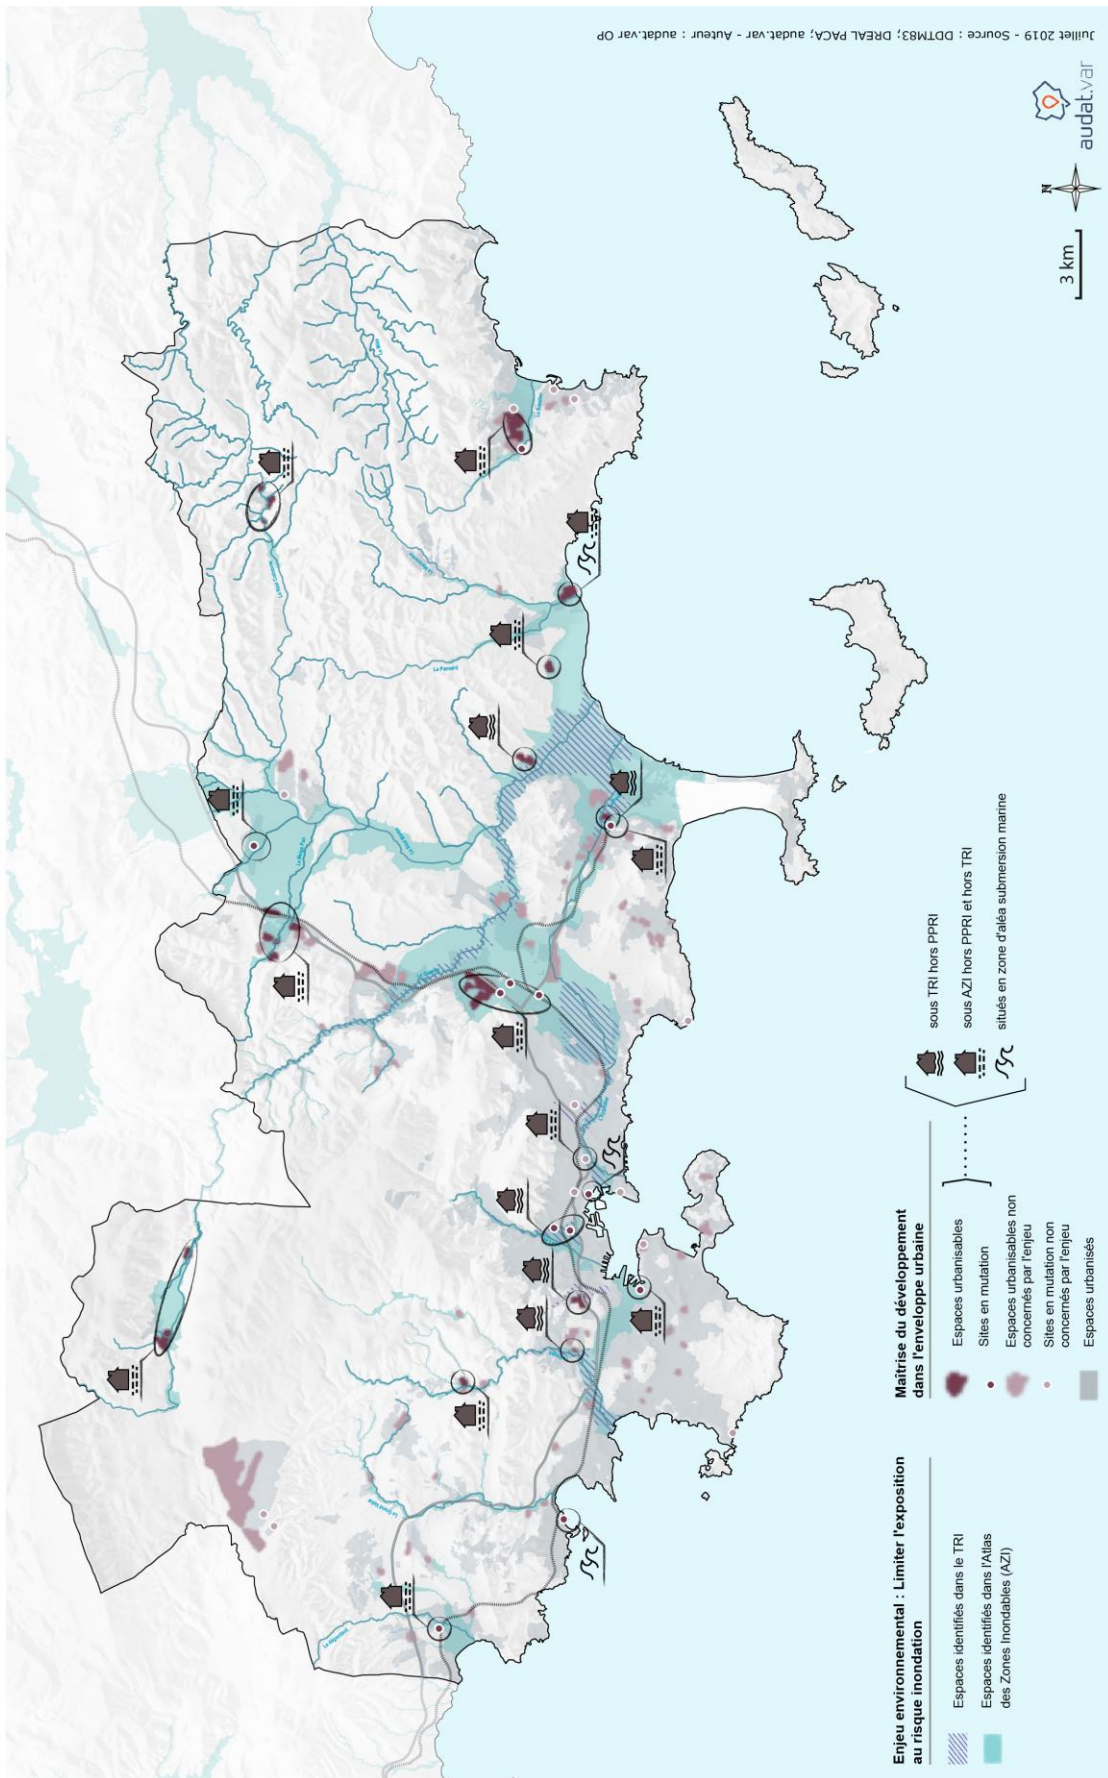 Juillet 2019 - Source : DDTM83; DREAL PACA; audat.var - Auteur : audat.var OP
audat.var
N
3 km
Le Pansard
Le Batailler
Enjeu environnemental : Limiter l'exposition
au risque inondation
Espaces identifiés dans le TRI
Espaces identifiés dans l'Atlas
des Zones Inondables (AZI)
Maîtrise du développement
dans l'enveloppe urbaine
Espaces urbanisables
Sites en mutation
Espaces urbanisables non
concernés par l'enjeu
Sites en mutation non
concernés par l'enjeu
Espaces urbanisés
sous TRI hors PPRI
sous AZI hors PPRI et hors TRI
situés en zone d'aléa submersion marine